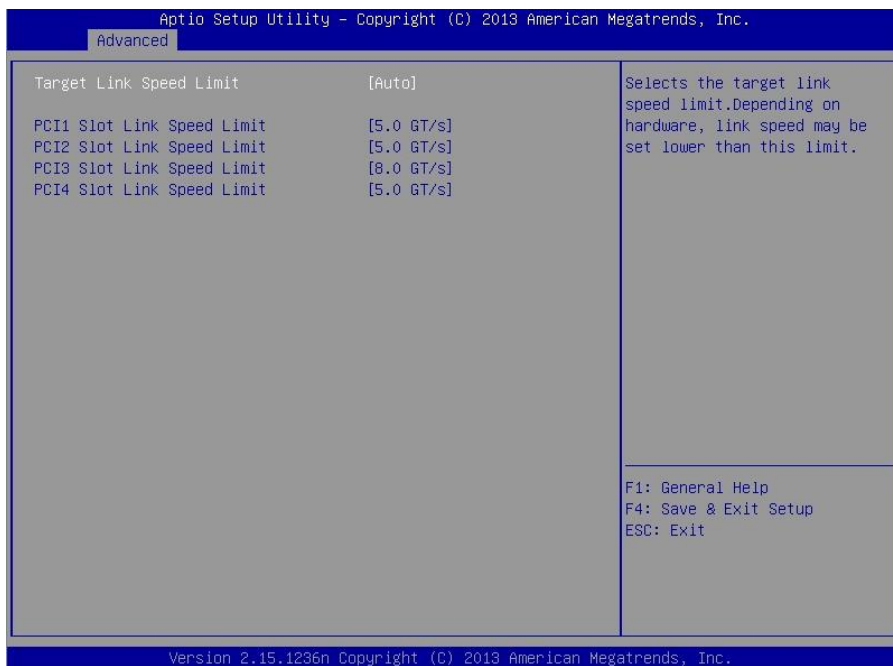 Aptio Setup Utility – Copyright (C) 2013 American Megatrends, Inc.
Advanced
Target Link Speed Limit [Auto]
PCI1 Slot Link Speed Limit [5.0 GT/s]
PCI2 Slot Link Speed Limit [5.0 GT/s]
PCI3 Slot Link Speed Limit [8.0 GT/s]
PCI4 Slot Link Speed Limit [5.0 GT/s]
Selects the target link
speed limit.Depending on
hardware, link speed may be
set lower than this limit.
F1: General Help
F4: Save & Exit Setup
ESC: Exit
Version 2.15.1236n Copyright (C) 2013 American Megatrends, Inc.